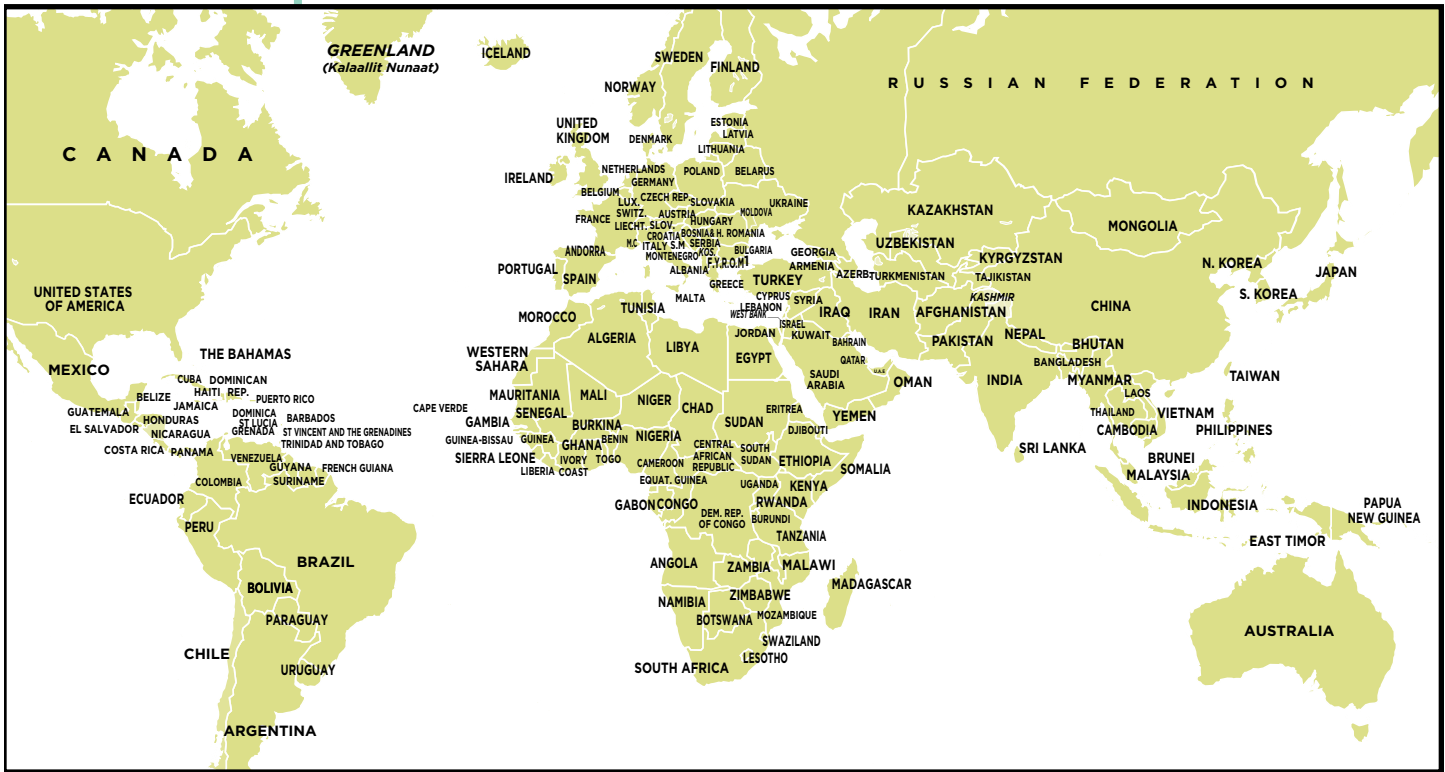 GREENLAND
(Kalaallit Nunaat)
ICELAND
SWEDEN
FINLAND
NORWAY
RUSSIAN FEDERATION
UNITED
KINGDOM
DENMARK
ESTONIA
LATVIA
LITHUANIA
CANADA
IRELAND
NETHERLANDS
GERMANY
POLAND
BELARUS
BELGIUM
LUX.
CZECH REP.
SLOVAKIA
UKRAINE
FRANCE
SWITZ.
AUSTRIA
MOLDOVA
LIECHT.
SLOV.
HUNGARY
CROATIA
BOSNIA& H.
ROMANIA
M.C
ITALY
S.M
SERBIA
KOS.
BULGARIA
ANDORRA
MONTENEGRO
F.Y.R.O.M1
ALBANIA
PORTUGAL
SPAIN
GREECE
TURKEY
GEORGIA
ARMENIA
AZERB.
KAZAKHSTAN
UZBEKISTAN
TURKMENISTAN
KYRGYZSTAN
TAJIKISTAN
MONGOLIA
N. KOREA
S. KOREA
JAPAN
CHINA
KASHMIR
AFGHANISTAN
UNITED STATES
OF AMERICA
MALTA
CYPRUS
SYRIA
LEBANON
WEST BANK
ISRAEL
IRAQ
IRAN
KUWAIT
JORDAN
BAHRAIN
QATAR
U.A.E
SAUDI
ARABIA
OMAN
YEMEN
PAKISTAN
NEPAL
BHUTAN
BANGLADESH
INDIA
MYANMAR
LAOS
TAIWAN
THAILAND
VIETNAM
CAMBODIA
PHILIPPINES
SRI LANKA
BRUNEI
MALAYSIA
INDONESIA
PAPUA
NEW GUINEA
EAST TIMOR
AUSTRALIA
MOROCCO
TUNISIA
ALGERIA
LIBYA
EGYPT
WESTERN
SAHARA
MAURITANIA
MALI
NIGER
CHAD
SUDAN
ERITREA
DJIBOUTI
CAPE VERDE
SENEGAL
GAMBIA
BURKINA
GUINEA-BISSAU
GUINEA
GHANA
BENIN
NIGERIA
SIERRA LEONE
IVORY
COAST
TOGO
LIBERIA
CAMEROON
CENTRAL
AFRICAN
REPUBLIC
SOUTH
SUDAN
ETHIOPIA
SOMALIA
EQUAT. GUINEA
UGANDA
KENYA
GABON
CONGO
RWANDA
DEM. REP.
OF CONGO
BURUNDI
TANZANIA
ANGOLA
ZAMBIA
MALAWI
MADAGASCAR
ZIMBABWE
NAMIBIA
BOTSWANA
MOZAMBIQUE
SWAZILAND
LESOTHO
SOUTH AFRICA
THE BAHAMAS
MEXICO
CUBA
DOMINICAN
REP.
HAITI
BELIZE
PUERTO RICO
JAMAICA
GUATEMALA
HONDURAS
DOMINICA
BARBADOS
EL SALVADOR
ST LUCIA
NICARAGUA
GRENADA
ST VINCENT AND THE GRENADINES
TRINIDAD AND TOBAGO
COSTA RICA
PANAMA
VENEZUELA
GUYANA
FRENCH GUIANA
COLOMBIA
SURINAME
ECUADOR
PERU
BRAZIL
BOLIVIA
PARAGUAY
CHILE
URUGUAY
ARGENTINA